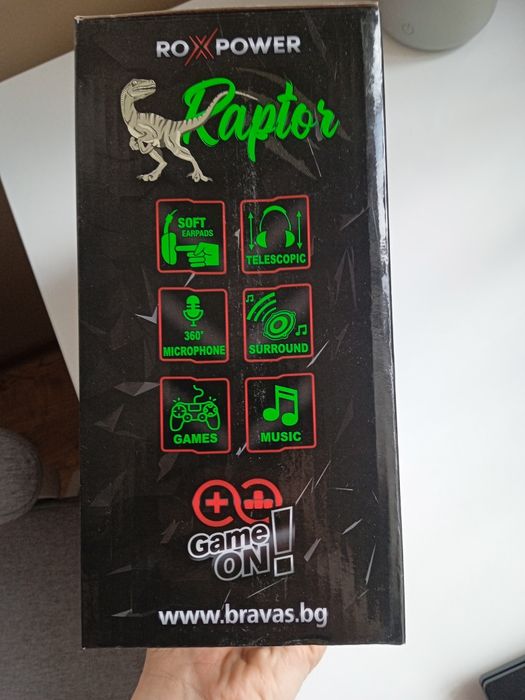 ROXPOWER
Raptor
SOFT
EARPADS
TELESCOPIC
360°
MICROPHONE
SURROUND
GAMES
MUSIC
Game
ON!
www.bravas.bg